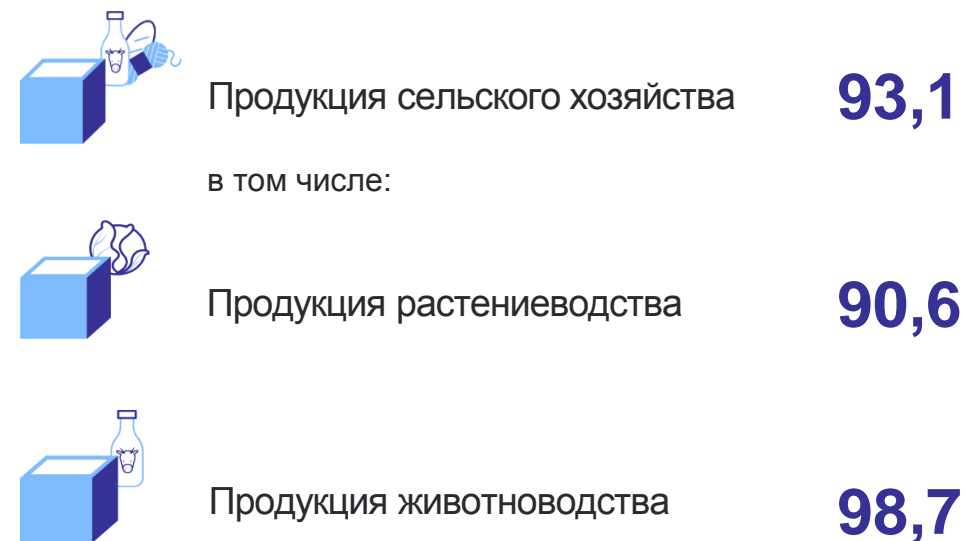 Продукция сельского хозяйства 93,1
в том числе:
Продукция растениеводства 90,6
Продукция животноводства 98,7